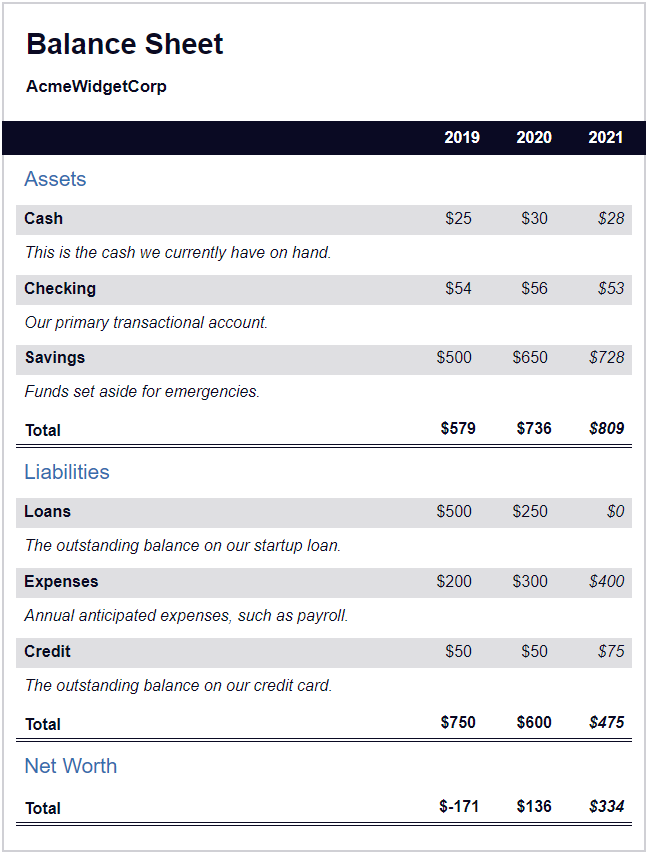 Balance Sheet
AcmeWidgetCorp
2019 2020 2021
Assets
Cash $25 $30 $28
This is the cash we currently have on hand.
Checking $54 $56 $53
Our primary transactional account.
Savings $500 $650 $728
Funds set aside for emergencies.
Total $579 $736 $809
Liabilities
Loans $500 $250 $0
The outstanding balance on our startup loan.
Expenses $200 $300 $400
Annual anticipated expenses, such as payroll.
Credit $50 $50 $75
The outstanding balance on our credit card.
Total $750 $600 $475
Net Worth
Total $-171 $136 $334